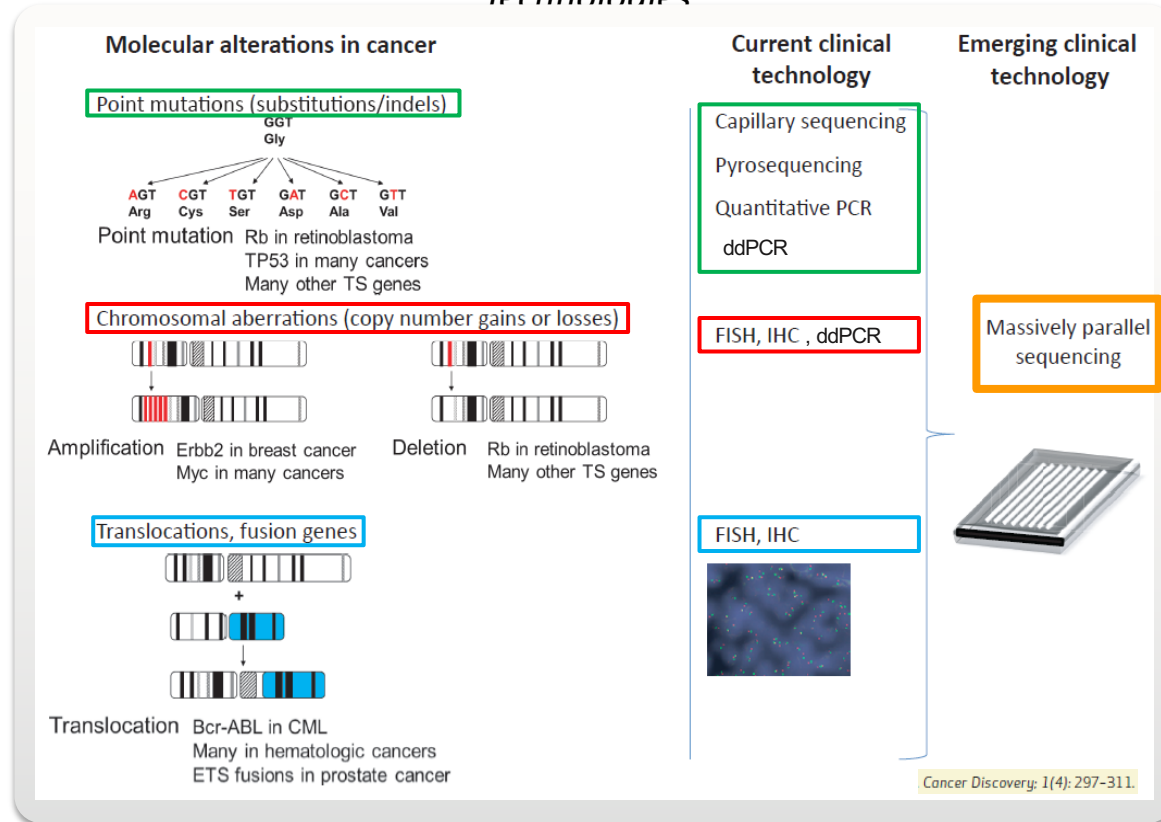 technologies
Molecular alterations in cancer
Current clinical
technology
Emerging clinical
technology
Point mutations (substitutions/indels)
GGT
Gly
AGT CGT TGT GAT GCT GTT
Arg Cys Ser Asp Ala Val
Point mutation Rb in retinoblastoma
TP53 in many cancers
Many other TS genes
Capillary sequencing
Pyrosequencing
Quantitative PCR
ddPCR
Chromosomal aberrations (copy number gains or losses)
FISH, IHC , ddPCR
Massively parallel
sequencing
Amplification Erbb2 in breast cancer
Myc in many cancers
Deletion Rb in retinoblastoma
Many other TS genes
Translocations, fusion genes
FISH, IHC
+
Translocation Bcr-ABL in CML
Many in hematologic cancers
ETS fusions in prostate cancer
Cancer Discovery; 1(4): 297–311.